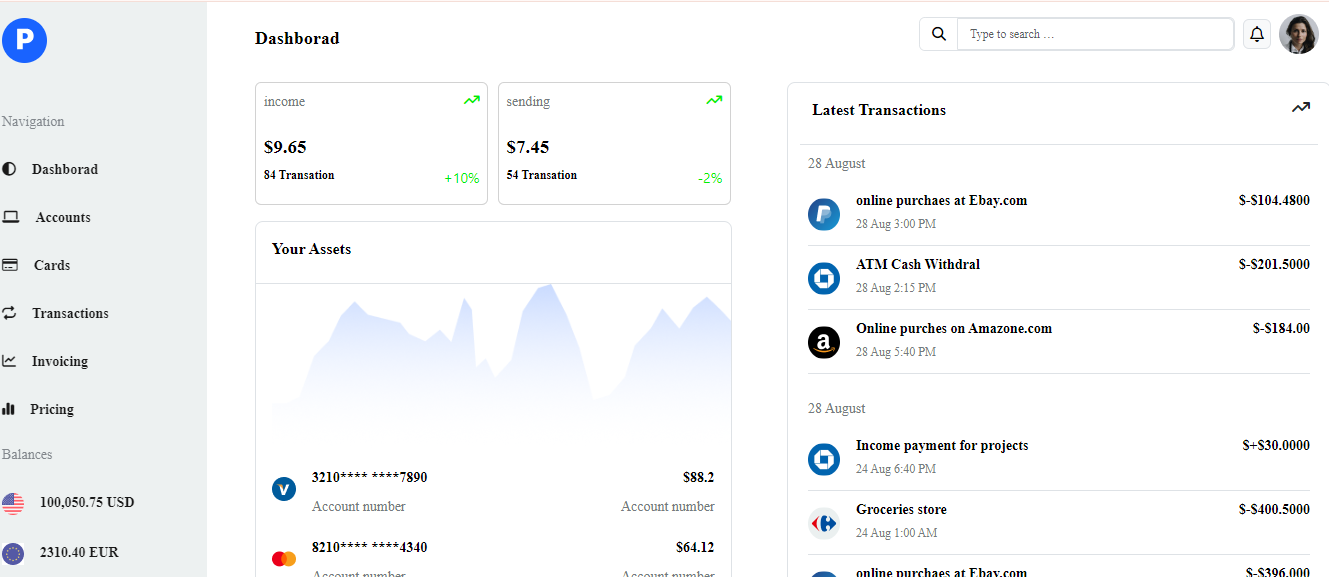 P
Navigation
Dashborad
Accounts
Cards
Transactions
Invoicing
Pricing
Balances
100,050.75 USD
2310.40 EUR
Dashborad
Type to search ...
income
$9.65
84 Transation
+10%
sending
$7.45
54 Transation
-2%
Your Assets
V
3210**** ****7890
$88.2
Account number
Account number
8210**** ****4340
$64.12
Account number
Account number
Latest Transactions
28 August
P
online purchaes at Ebay.com
$-$104.4800
28 Aug 3:00 PM
ATM Cash Withdral
$-$201.5000
28 Aug 2:15 PM
a
Online purches on Amazone.com
$-$184.00
28 Aug 5:40 PM
28 August
Income payment for projects
$+$30.0000
24 Aug 6:40 PM
Groceries store
$-$400.5000
24 Aug 1:00 AM
online purchaes at Ebay.com
$-$396.000